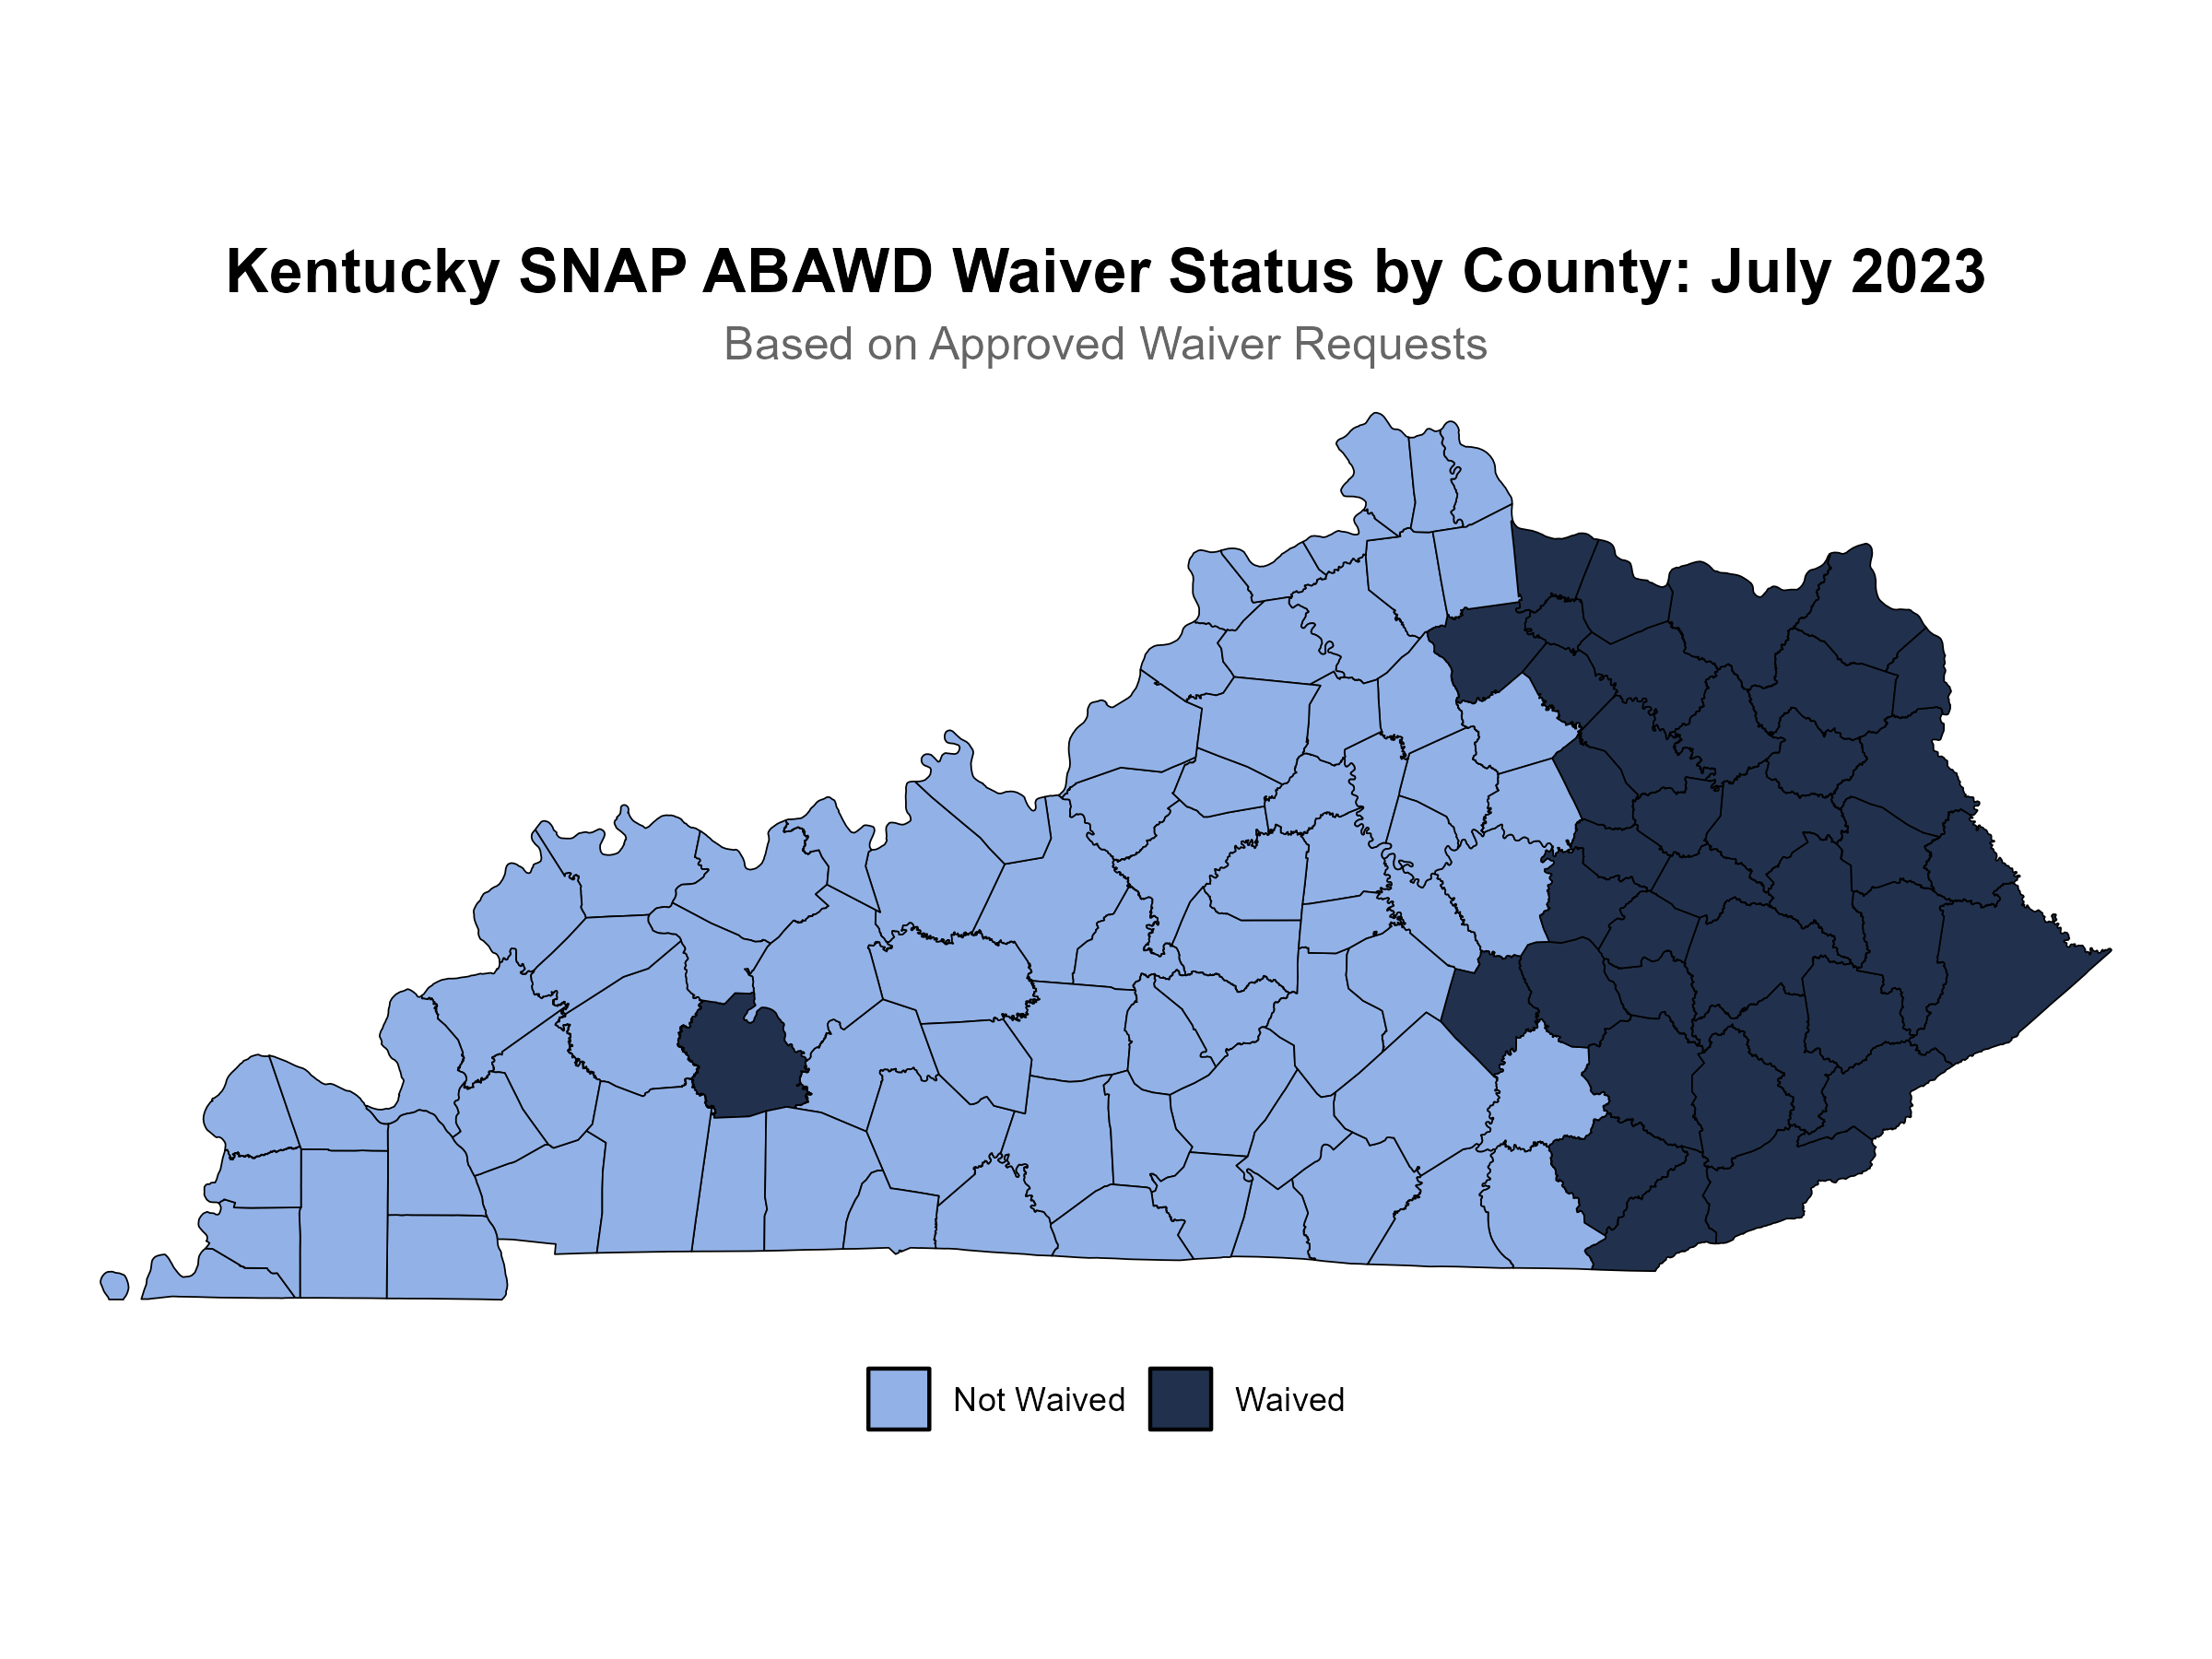 Kentucky SNAP ABAWD Waiver Status by County: July 2023
Based on Approved Waiver Requests
Not Waived Waived